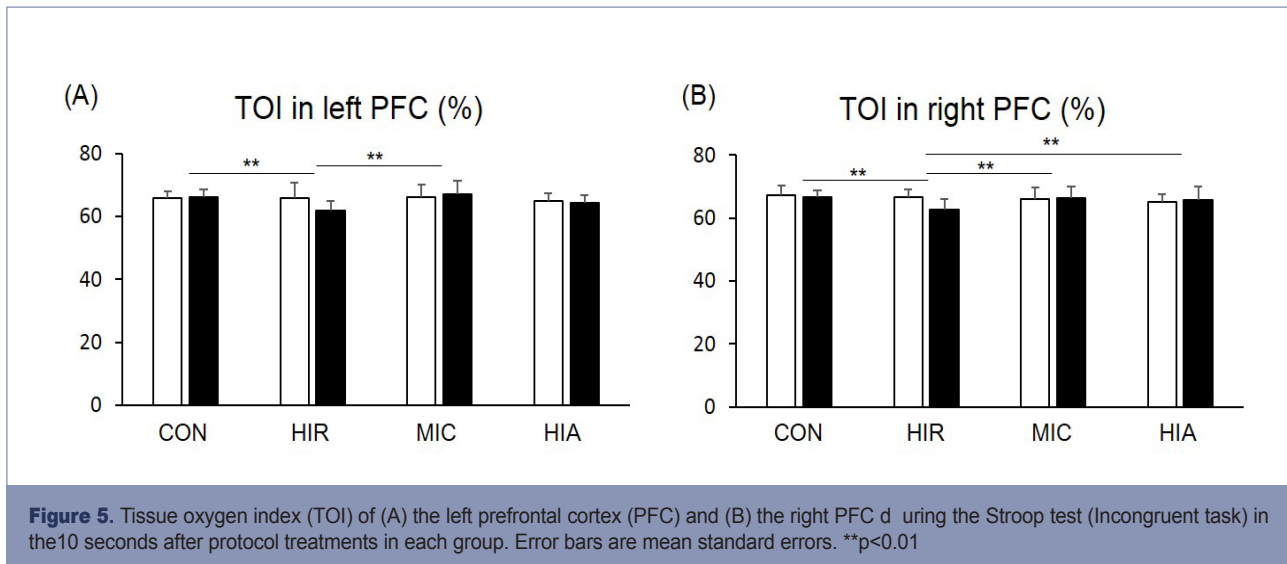 (A)
TOI in left PFC (%)
**
**
80
60
40
20
0
CON HIR MIC HIA
(B)
TOI in right PFC (%)
**
**
**
80
60
40
20
0
CON HIR MIC HIA
Figure 5. Tissue oxygen index (TOI) of (A) the left prefrontal cortex (PFC) and (B) the right PFC d uring the Stroop test (Incongruent task) in
the10 seconds after protocol treatments in each group. Error bars are mean standard errors. **p<0.01